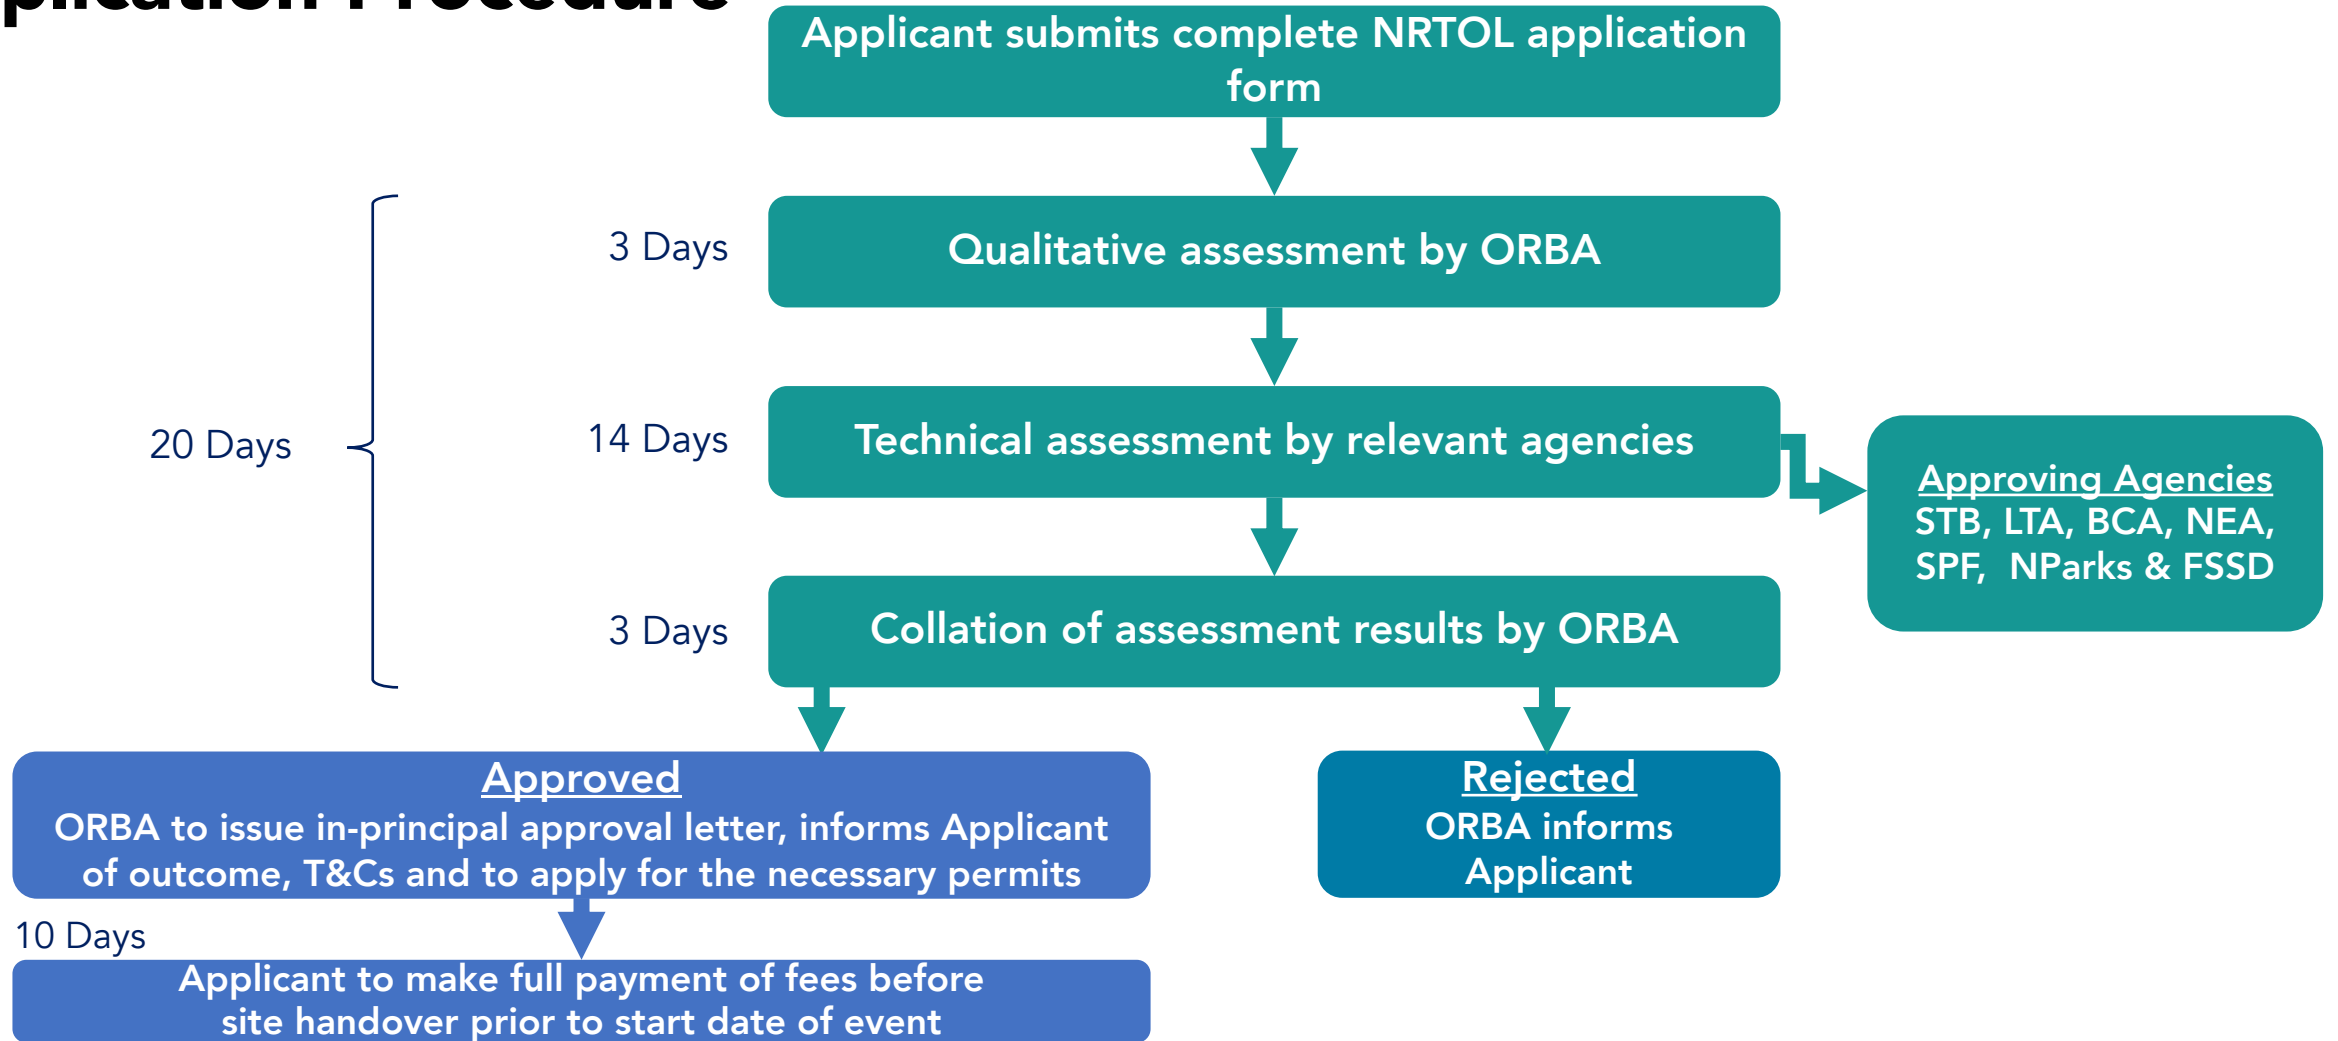 plication Procedure
Applicant submits complete NRTOL application
form
3 Days
Qualitative assessment by ORBA
20 Days
14 Days
Technical assessment by relevant agencies
Approving Agencies
STB, LTA, BCA, NEA,
SPF, NParks & FSSD
3 Days
Collation of assessment results by ORBA
Approved
ORBA to issue in-principal approval letter, informs Applicant
of outcome, T&Cs and to apply for the necessary permits
Rejected
ORBA informs
Applicant
10 Days
Applicant to make full payment of fees before
site handover prior to start date of event